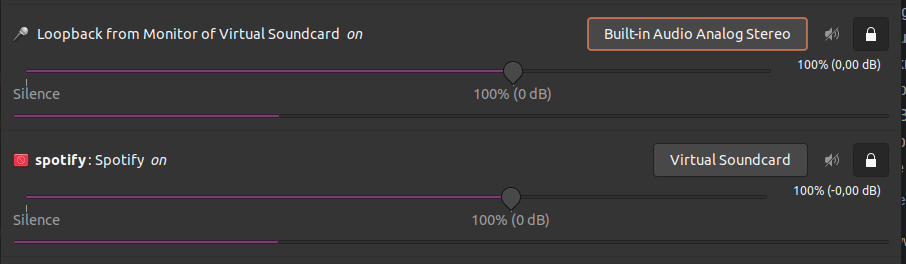 Loopback from Monitor of Virtual Soundcard on Built-in Audio Analog Stereo
100% (0,00 dB)
Silence 100% (0 dB)
spotify: Spotify on Virtual Soundcard
100% (-0,00 dB)
Silence 100% (0 dB)